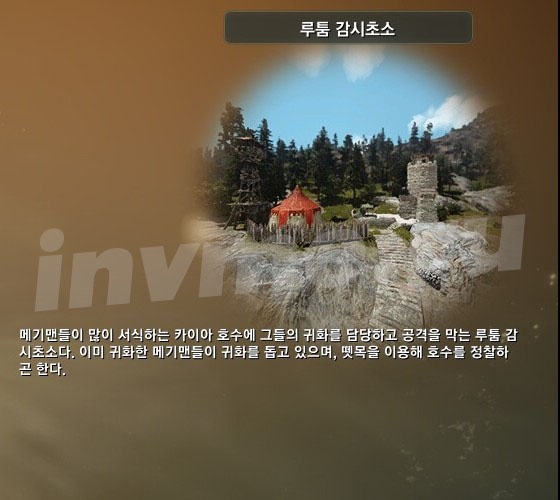 루툼 감시초소
메기맨들이 많이 서식하는 카이아 호수에 그들의 귀화를 담당하고 공격을 막는 루툼 감
시초소다. 이미 귀화한 메기맨들이 귀화를 돕고 있으며, 뗏목을 이용해 호수를 정찰하
곤 한다.